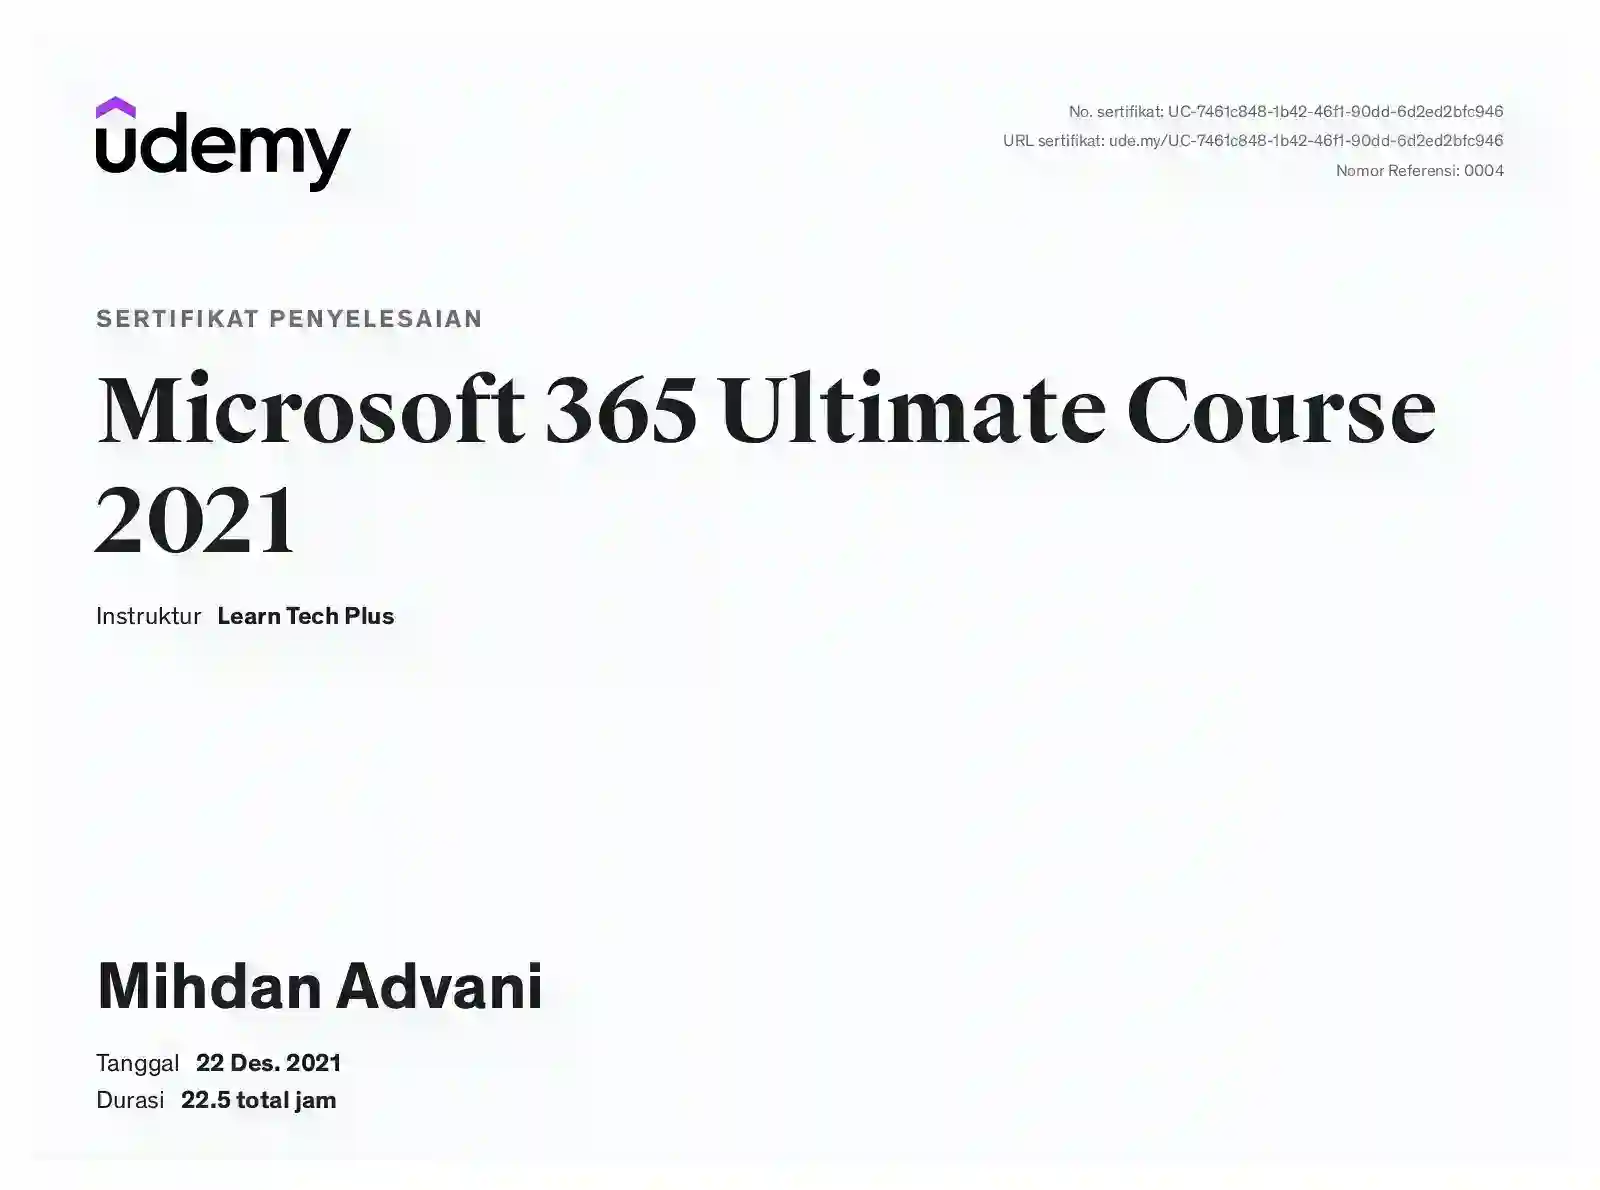 udemy
No. sertifikat: UC-7461c848-1b42-46f1-90dd-6d2ed2bfc946
URL sertifikat: ude.my/UC-7461c848-1b42-46f1-90dd-6d2ed2bfc946
Nomor Referensi: 0004
SERTIFIKAT PENYELESAIAN
Microsoft 365 Ultimate Course
2021
Instruktur Learn Tech Plus
Mihdan Advani
Tanggal 22 Des. 2021
Durasi 22.5 total jam